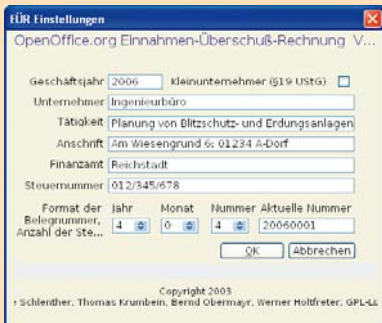 EÜR Einstellungen
OpenOffice.org Einnahmen-Überschuß-Rechnung V...
Geschäftsjahr 2006 Kleinunternehmer (§19 UStG)
Unternehmer Ingenieurbüro
Tätigkeit Planung von Blitzschutz- und Erdungsanlagen
Anschrift Am Wiesengrund 6; 01234 A-Dorf
Finanzamt Reichstadt
Steuernummer 012/345/678
Format der Belegnummer, Anzahl der Ste... Jahr Monat Nummer Aktuelle Nummer
4 0 4 20060001
OK Abbrechen
Copyright 2003
Schlenther, Thomas Krumbein, Bernd Obermayr, Werner Holtfreter; GPL-LL